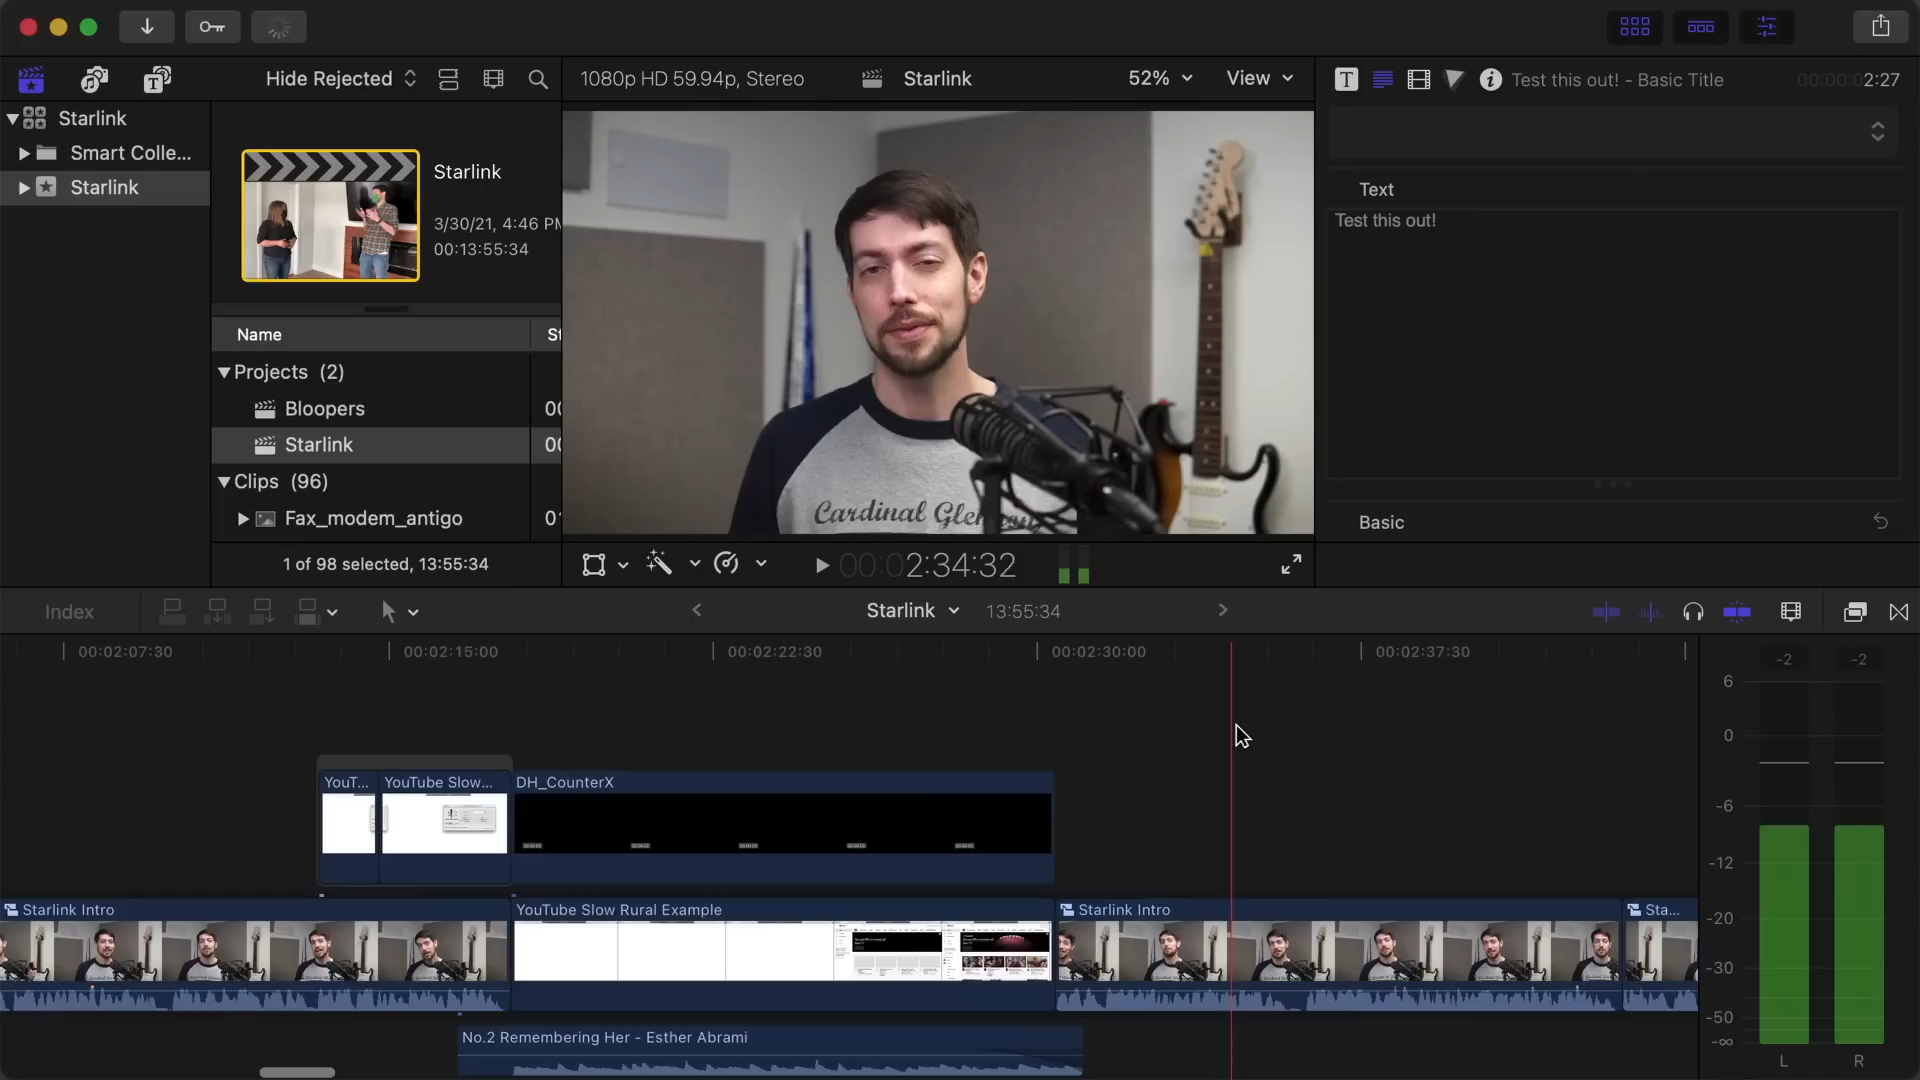 Hide Rejected
1080p HD 59.94p, Stereo
Starlink
52%
View
T
Test this out! - Basic Title
00:00:02:27
Starlink
Smart Colle...
Starlink
Starlink
3/30/21, 4:46 PM
00:13:55:34
Name
Projects (2)
Bloopers
Starlink
Clips (96)
Fax_modem_antigo
1 of 98 selected, 13:55:34
Text
Test this out!
Basic
00:02:34:32
Index
Starlink
13:55:34
00:02:07:30
00:02:15:00
00:02:22:30
00:02:30:00
00:02:37:30
YouT...
YouTube Slow...
DH_CounterX
Starlink Intro
YouTube Slow Rural Example
Starlink Intro
Sta...
No.2 Remembering Her - Esther Abrami
-2
-2
6
0
-6
-12
-20
-30
-50
-∞
L
R